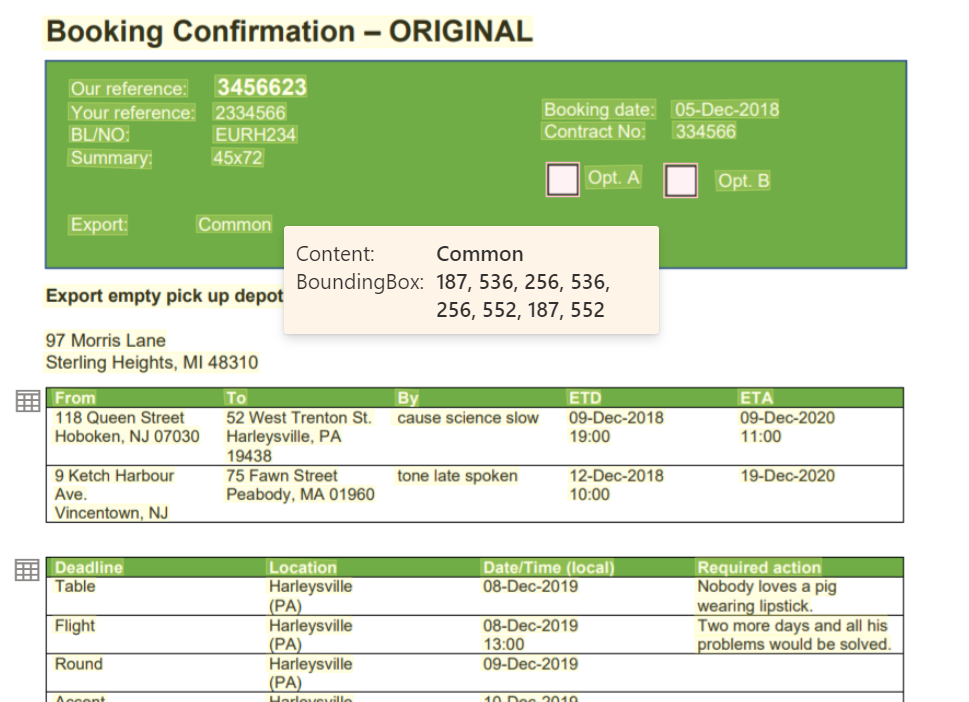 Booking Confirmation – ORIGINAL
Our reference: 3456623
Your reference: 2334566
BL/NO: EURH234
Summary: 45x72
Booking date: 05-Dec-2018
Contract No: 334566
Opt. A Opt. B
Export: Common
Content: Common
BoundingBox: 187, 536, 256, 536,
256, 552, 187, 552
Export empty pick up depot
97 Morris Lane
Sterling Heights, MI 48310
From To By ETD ETA
118 Queen Street 52 West Trenton St. cause science slow 09-Dec-2018 09-Dec-2020
Hoboken, NJ 07030 Harleysville, PA 19:00 11:00
19438
9 Ketch Harbour 75 Fawn Street tone late spoken 12-Dec-2018 19-Dec-2020
Ave. Peabody, MA 01960 10:00
Vincentown, NJ
Deadline Location Date/Time (local) Required action
Table Harleysville 08-Dec-2019 Nobody loves a pig
(PA) wearing lipstick.
Flight Harleysville 08-Dec-2019 Two more days and all his
(PA) 13:00 problems would be solved.
Round Harleysville 09-Dec-2019
(PA)
Accent Harleysville 10-Dec-2019